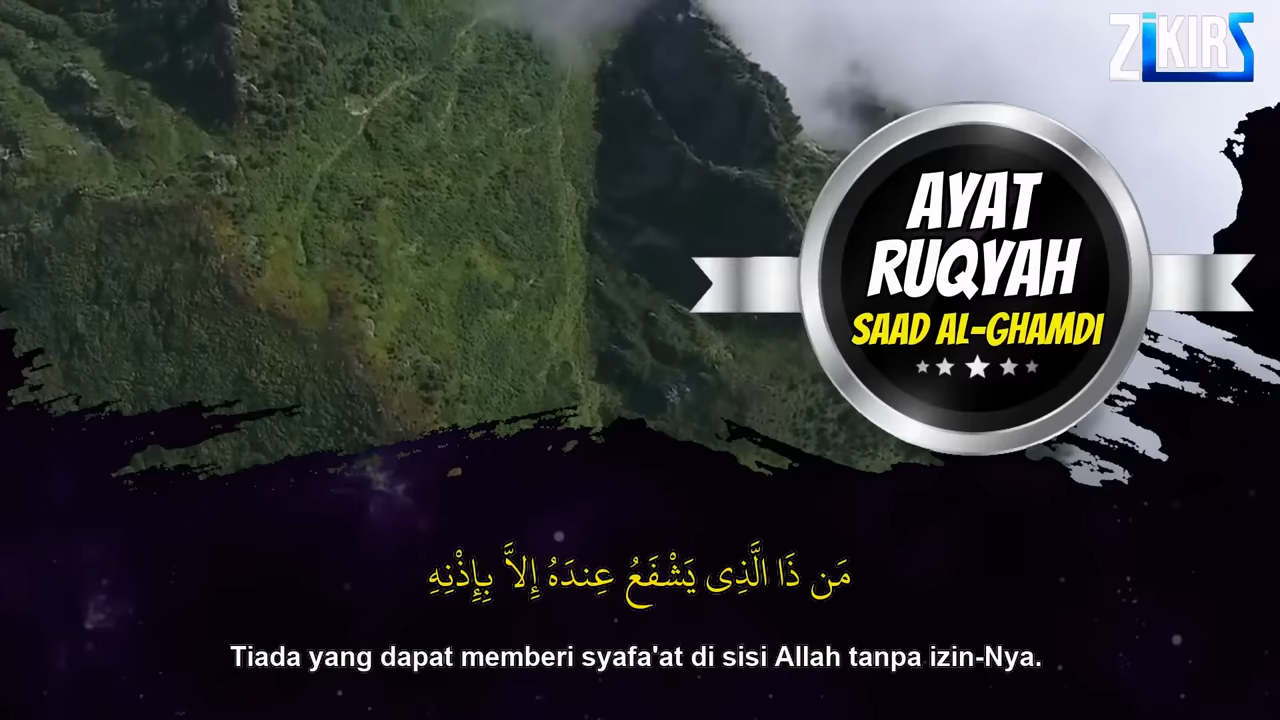 ZIKIRS
AYAT
RUQYAH
SAAD AL-GHAMDI
مَن ذَا الَّذِى يَشْفَعُ عِندَهُ إِلاَّ بِإِذْنِهِ
Tiada yang dapat memberi syafa'at di sisi Allah tanpa izin-Nya.